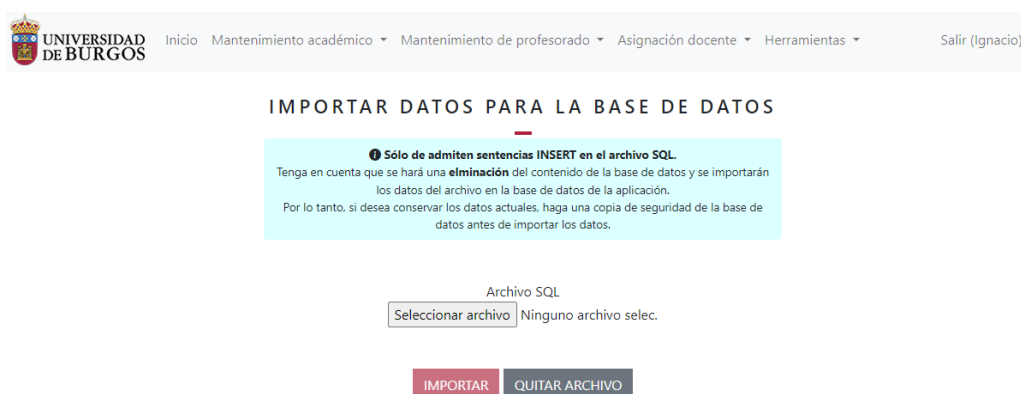 UNIVERSIDAD
DE BURGOS
Inicio Mantenimiento académico Mantenimiento de profesorado Asignación docente Herramientas Salir (Ignacio)
IMPORTAR DATOS PARA LA BASE DE DATOS
Sólo de admiten sentencias INSERT en el archivo SQL.
Tenga en cuenta que se hará una elminación del contenido de la base de datos y se importarán
los datos del archivo en la base de datos de la aplicación.
Por lo tanto, si desea conservar los datos actuales, haga una copia de seguridad de la base de
datos antes de importar los datos.
Archivo SQL
Seleccionar archivo Ninguno archivo selec.
IMPORTAR QUITAR ARCHIVO